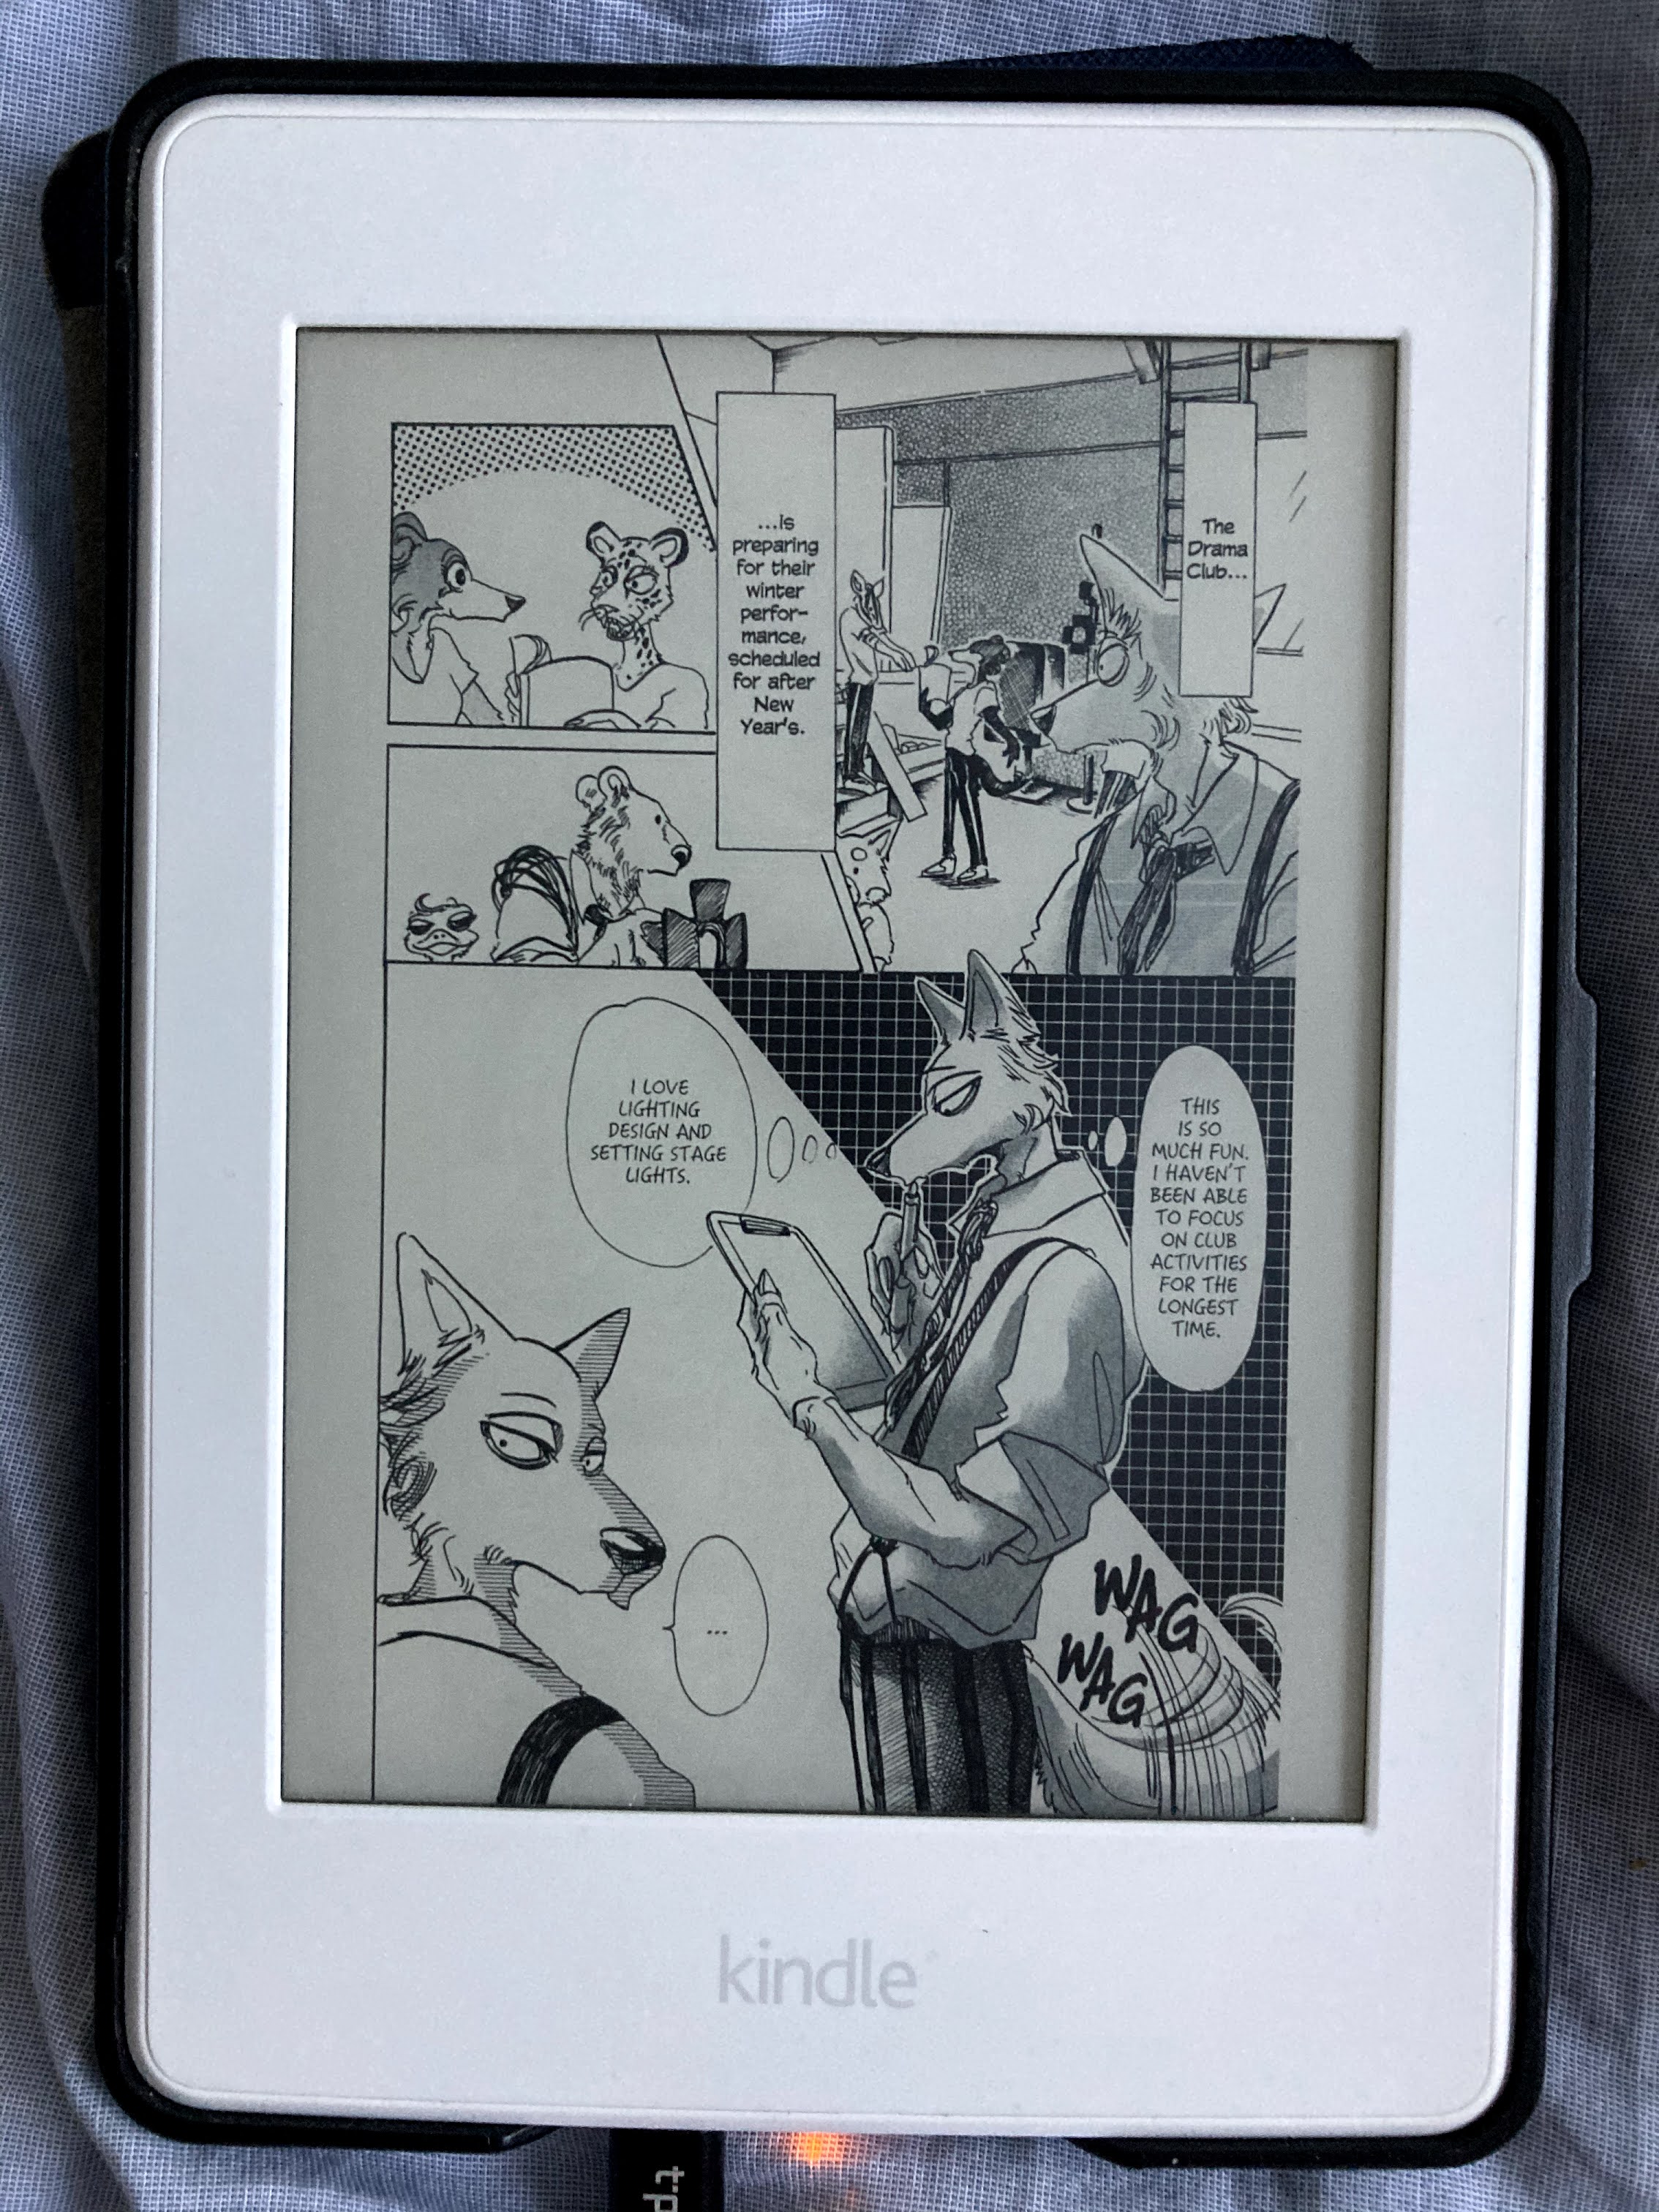 The
Drama
Club...
...is
preparing
for their
winter
perfor-
mance,
scheduled
for after
New
Year's.
THIS
IS SO
MUCH FUN.
I HAVEN'T
BEEN ABLE
TO FOCUS
ON CLUB
ACTIVITIES
FOR THE
LONGEST
TIME.
I LOVE
LIGHTING
DESIGN AND
SETTING STAGE
LIGHTS.
WAG
WAG
...
kindle